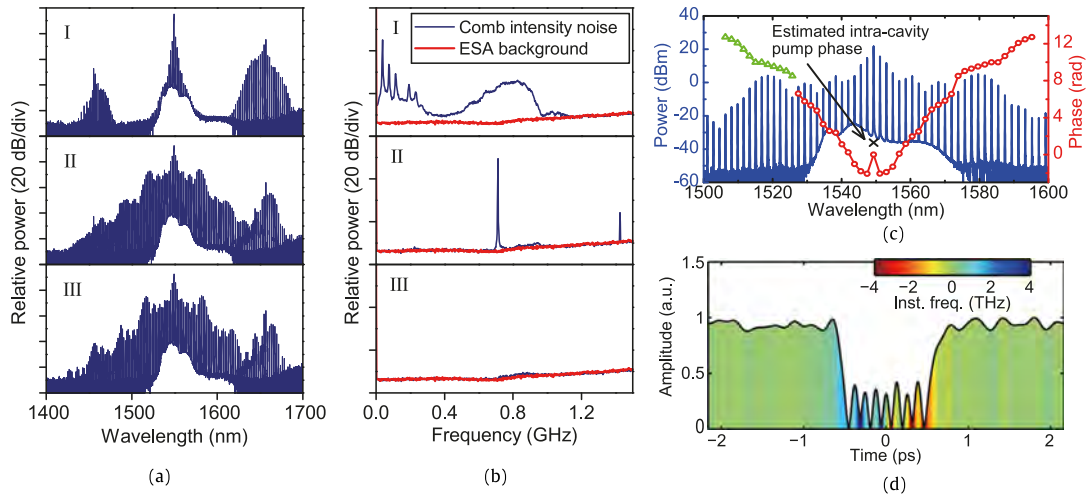 I
II
III
Relative power (20 dB/div)
1400
1500
1600
1700
Wavelength (nm)
(a)
I
Comb intensity noise
ESA background
II
III
Relative power (20 dB/div)
0.0
0.4
0.8
1.2
Frequency (GHz)
(b)
Estimated intra-cavity
pump phase
Power (dBm)
40
20
0
-20
-40
-60
Phase (rad)
12
8
4
0
1500
1520
1540
1560
1580
1600
Wavelength (nm)
(c)
Amplitude (a.u.)
1.5
1
0.5
0
−4
−2
0
2
4
Inst. freq. (THz)
−2
−1
0
1
2
Time (ps)
(d)